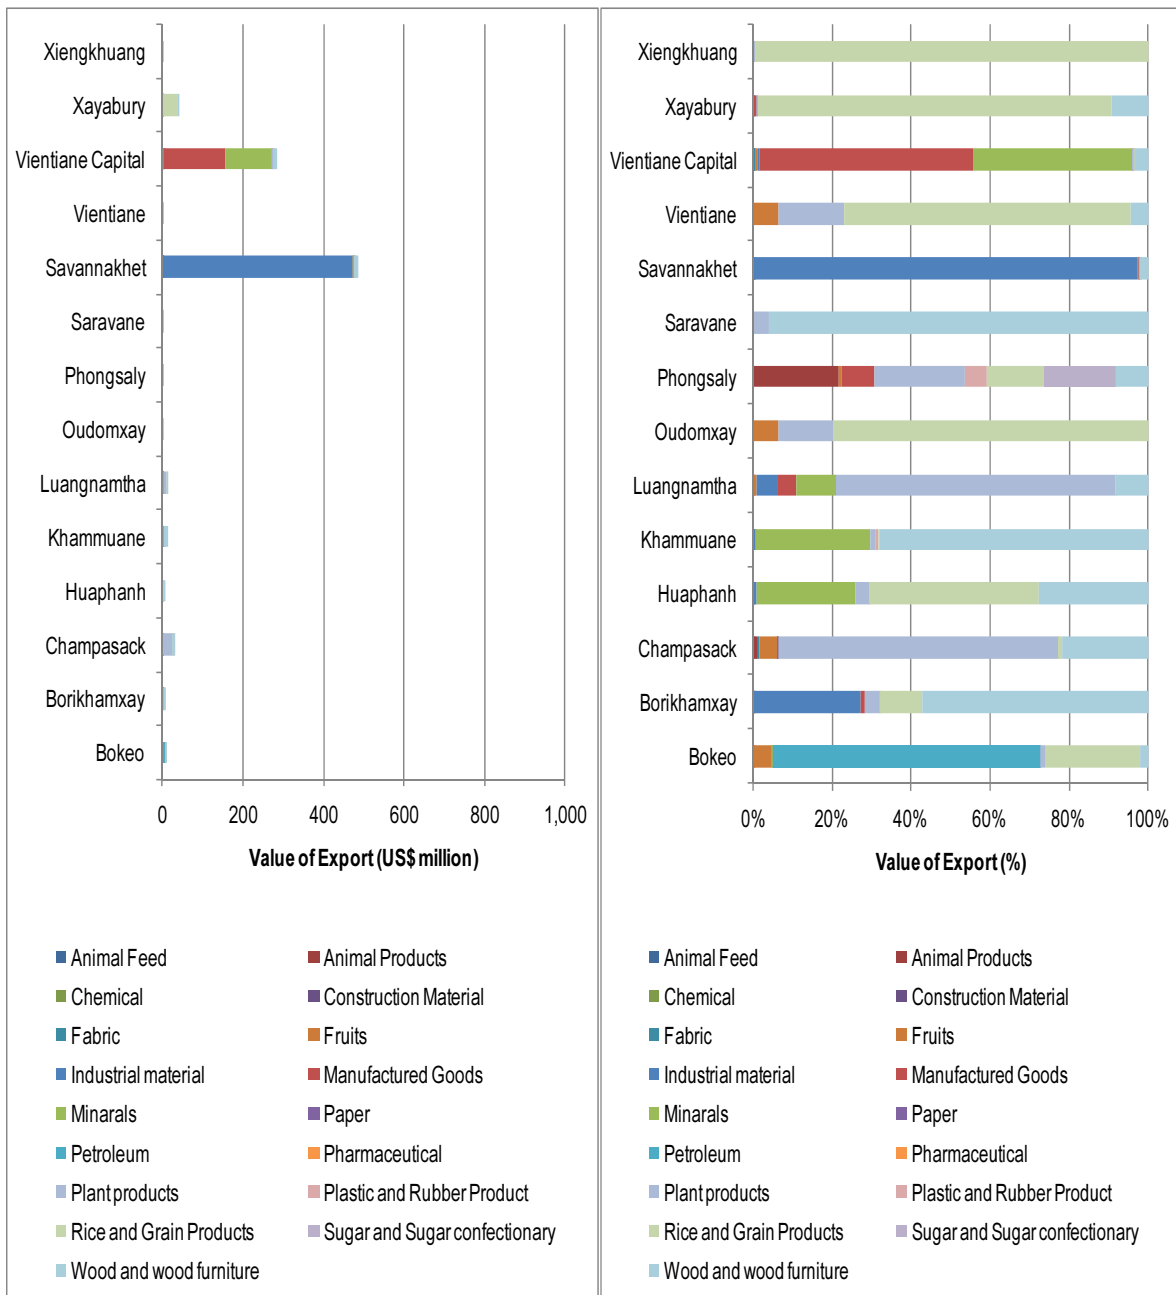 Xiengkhuang
Xayabury
Vientiane Capital
Vientiane
Savannakhet
Saravane
Phongsaly
Oudomxay
Luangnamtha
Khammuane
Huaphanh
Champasack
Borikhamxay
Bokeo
0 200 400 600 800 1,000
Value of Export (US$ million)
Animal Feed Animal Products
Chemical Construction Material
Fabric Fruits
Industrial material Manufactured Goods
Minarals Paper
Petroleum Pharmaceutical
Plant products Plastic and Rubber Product
Rice and Grain Products Sugar and Sugar confectionary
Wood and wood furniture
Xiengkhuang
Xayabury
Vientiane Capital
Vientiane
Savannakhet
Saravane
Phongsaly
Oudomxay
Luangnamtha
Khammuane
Huaphanh
Champasack
Borikhamxay
Bokeo
0% 20% 40% 60% 80% 100%
Value of Export (%)
Animal Feed Animal Products
Chemical Construction Material
Fabric Fruits
Industrial material Manufactured Goods
Minarals Paper
Petroleum Pharmaceutical
Plant products Plastic and Rubber Product
Rice and Grain Products Sugar and Sugar confectionary
Wood and wood furniture